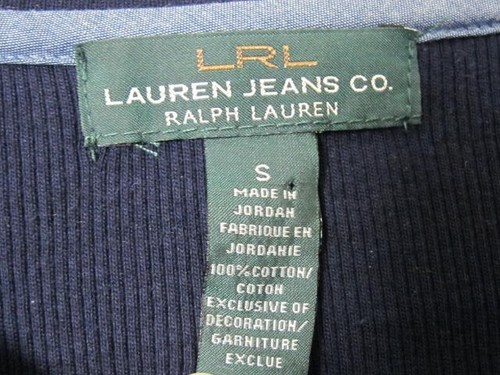 LRL
LAUREN JEANS CO.
RALPH LAUREN
S
MADE IN
JORDAN
FABRIQUE EN
JORDANIE
100% COTTON/
COTON
EXCLUSIVE OF
DECORATION/
GARNITURE
EXCLUE